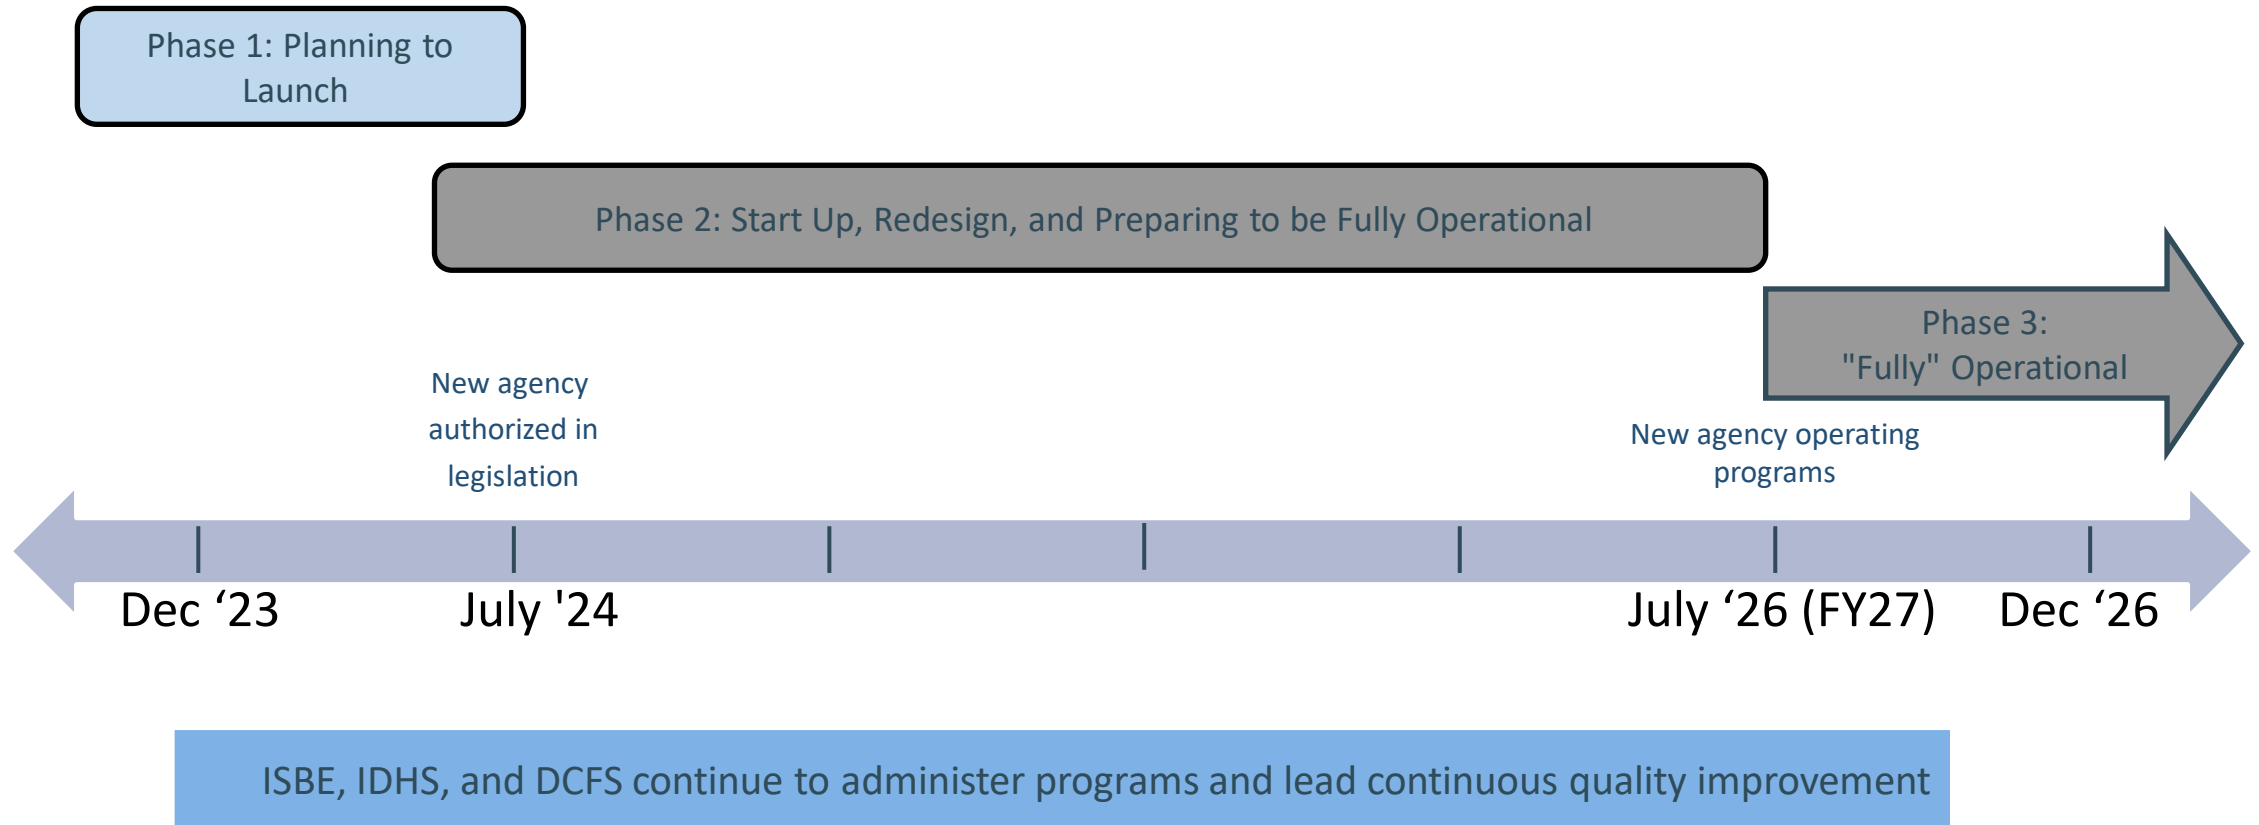 Phase 1: Planning to
Launch
Phase 2: Start Up, Redesign, and Preparing to be Fully Operational
Phase 3:
"Fully" Operational
New agency
authorized in
legislation
New agency operating
programs
Dec ‘23
July '24
July ‘26 (FY27)
Dec ‘26
ISBE, IDHS, and DCFS continue to administer programs and lead continuous quality improvement